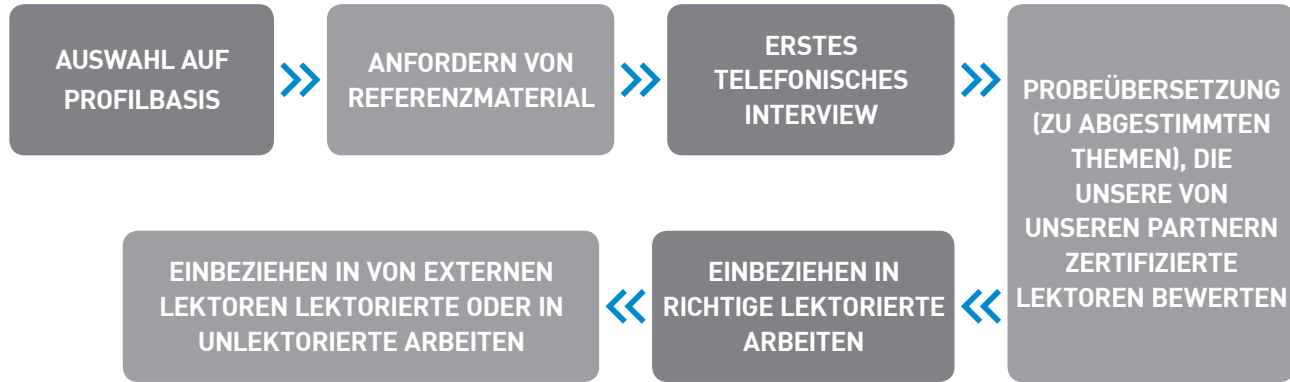 AUSWAHL AUF
PROFILBASIS
ANFORDERN VON
REFERENZMATERIAL
ERSTES
TELEFONISCHES
INTERVIEW
PROBEÜBERSETZUNG
(ZU ABGESTIMMTEN
THEMEN), DIE
UNSERE VON
UNSEREN PARTNERN
ZERTIFIZIERTE
LEKTOREN BEWERTEN
EINBEZIEHEN IN
RICHTIGE LEKTORIERTE
ARBEITEN
EINBEZIEHEN IN VON EXTERNEN
LEKTOREN LEKTORIERTE ODER IN
UNLEKTORIERTE ARBEITEN